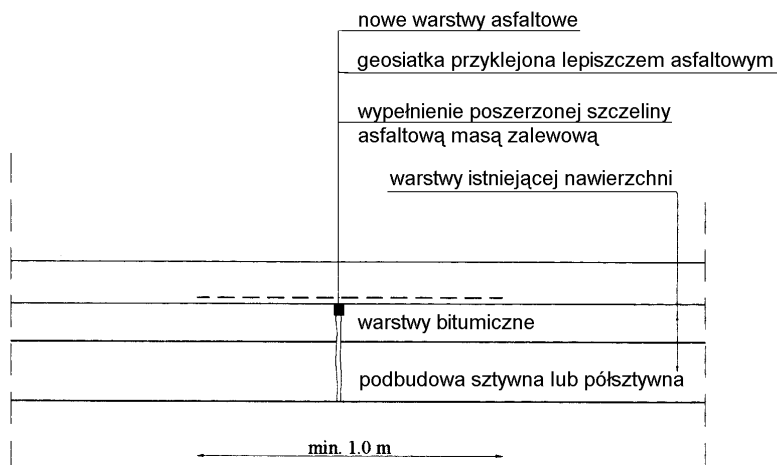 nowe warstwy asfaltowe
geosiatka przyklejona lepiszczem asfaltowym
wypełnienie poszerzonej szczeliny
asfaltową masą zalewową
warstwy istniejącej nawierzchni
warstwy bitumiczne
podbudowa sztywna lub półsztywna
min. 1.0 m